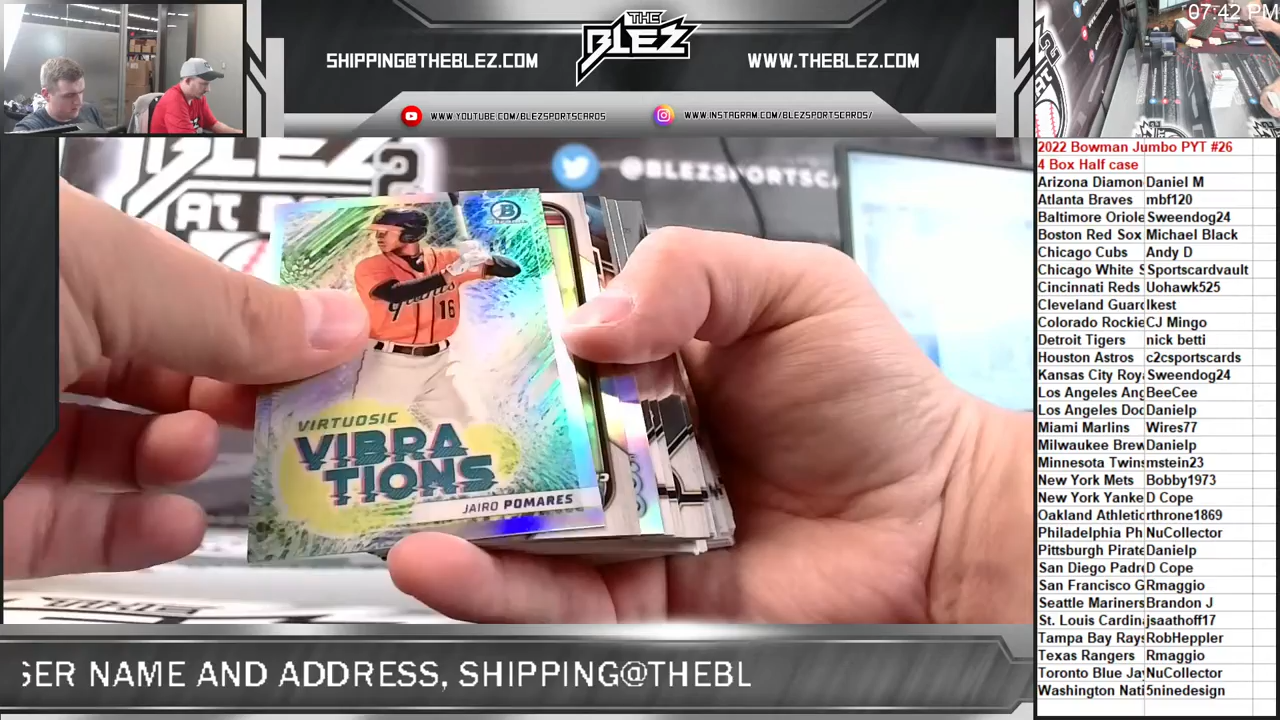 07:42 PM
THE
BLEZ
SHIPPING@THEBLEZ.COM
WWW.THEBLEZ.COM
WWW.YOUTUBE.COM/BLEZSPORTSCARDS
WWW.INSTAGRAM.COM/BLEZSPORTSCARDS/
BLEZ
AT
@BLEZSPORTSCA
B
Giants
16
VIRTUOSIC
VIBRA
TIONS
JAIRO POMARES
2022 Bowman Jumbo PYT #26
4 Box Half case
Arizona Diamon Daniel M
Atlanta Braves mbf120
Baltimore Oriole Sweendog24
Boston Red Sox Michael Black
Chicago Cubs Andy D
Chicago White S Sportscardvault
Cincinnati Reds Uohawk525
Cleveland Guard Ikest
Colorado Rockie CJ Mingo
Detroit Tigers nick betti
Houston Astros c2csportscards
Kansas City Roya Sweendog24
Los Angeles Ang BeeCee
Los Angeles Dod Danielp
Miami Marlins Wires77
Milwaukee Brew Danielp
Minnesota Twins mstein23
New York Mets Bobby1973
New York Yanke D Cope
Oakland Athletic rthrone1869
Philadelphia Ph NuCollector
Pittsburgh Pirate Danielp
San Diego Padre D Cope
San Francisco G Rmaggio
Seattle Mariners Brandon J
St. Louis Cardina jsaathoff17
Tampa Bay Rays RobHeppler
Texas Rangers Rmaggio
Toronto Blue Ja NuCollector
Washington Nati 5ninedesign
SER NAME AND ADDRESS, SHIPPING@THEBL